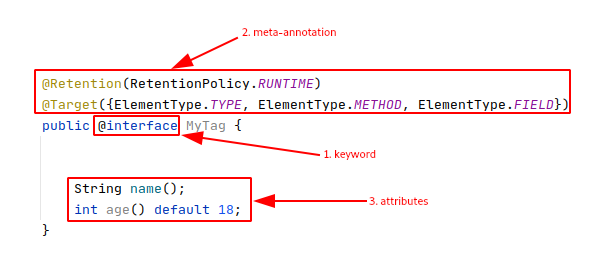 2. meta-annotation
@Retention(RetentionPolicy.RUNTIME)
@Target({ElementType.TYPE, ElementType.METHOD, ElementType.FIELD})
public @interface MyTag {
1. keyword
String name();
int age() default 18;
3. attributes
}